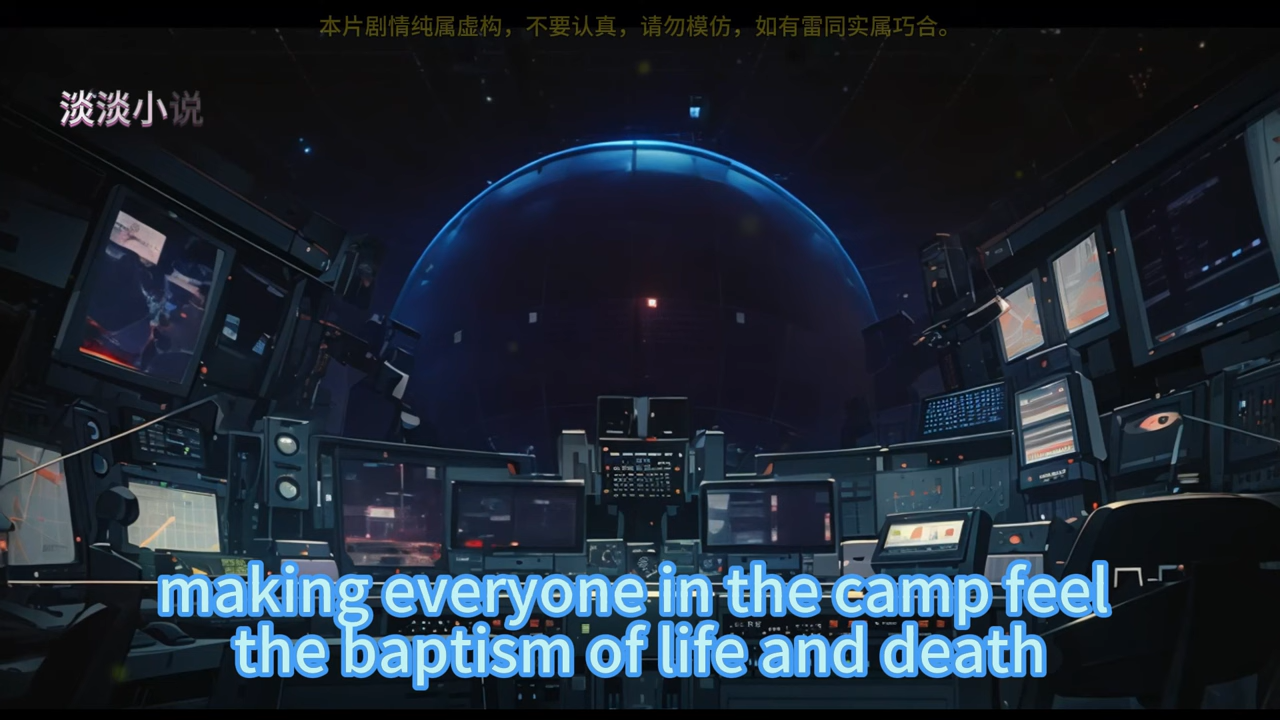 本片剧情纯属虚构，不要认真，请勿模仿，如有雷同实属巧合。
淡淡小说
making everyone in the camp feel
the baptism of life and death